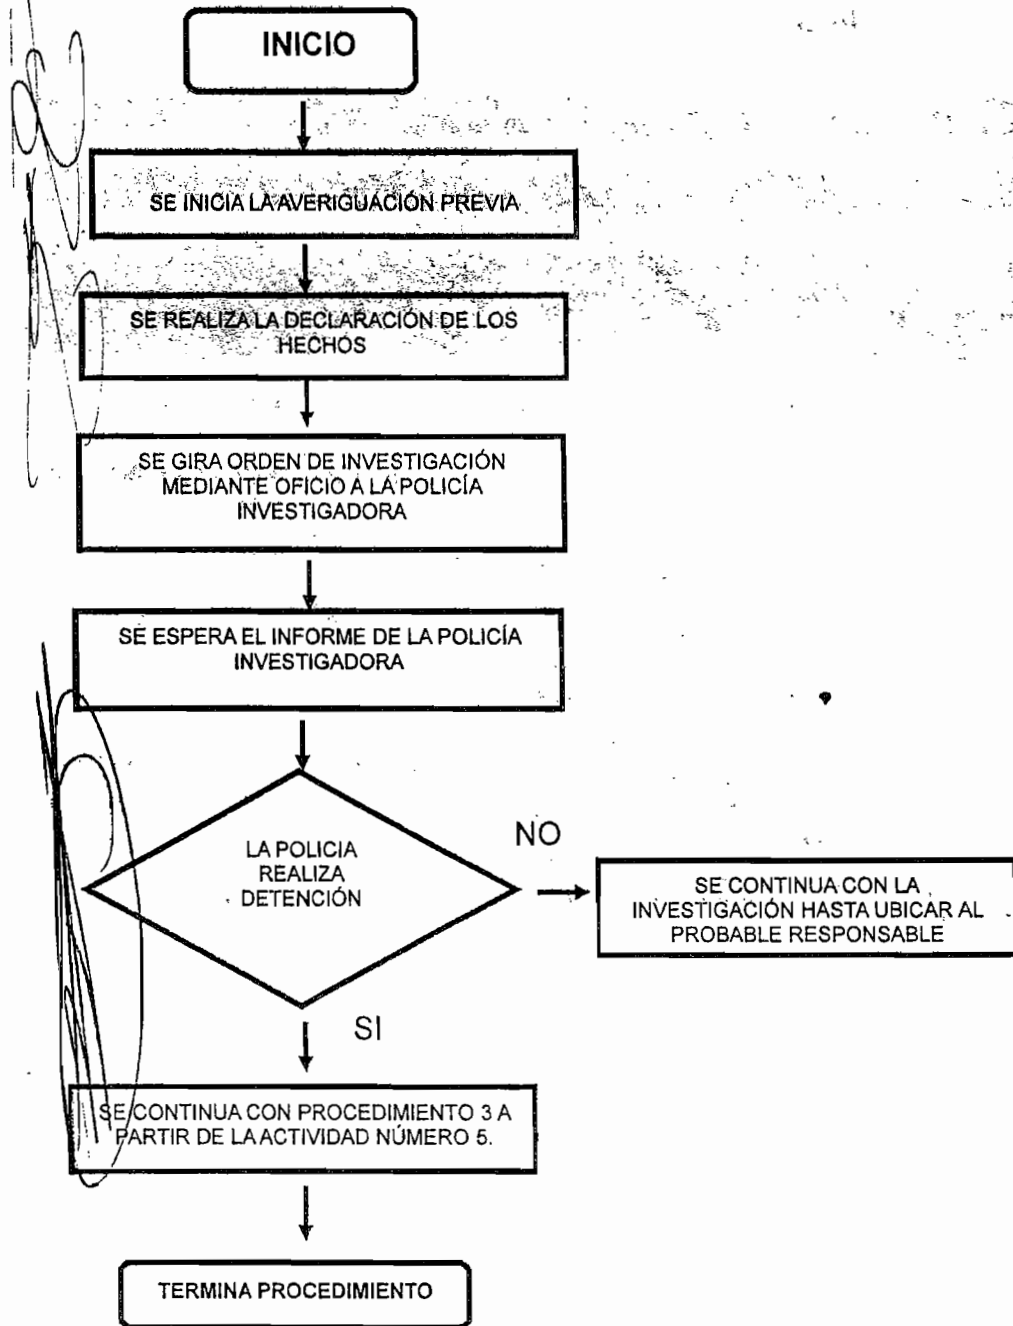 INICIO
SE INICIA LA AVERIGUACIÓN PREVIA
SE REALIZA LA DECLARACIÓN DE LOS
HECHOS
SE GIRA ORDEN DE INVESTIGACIÓN
MEDIANTE OFICIO A LA POLICÍA
INVESTIGADORA
SE ESPERA EL INFORME DE LA POLICÍA
INVESTIGADORA
LA POLICIA
REALIZA
DETENCIÓN
NO
SE CONTINUA CON LA
INVESTIGACIÓN HASTA UBICAR AL
PROBABLE RESPONSABLE
SI
SE CONTINUA CON PROCEDIMIENTO 3 A
PARTIR DE LA ACTIVIDAD NÚMERO 5.
TERMINA PROCEDIMIENTO